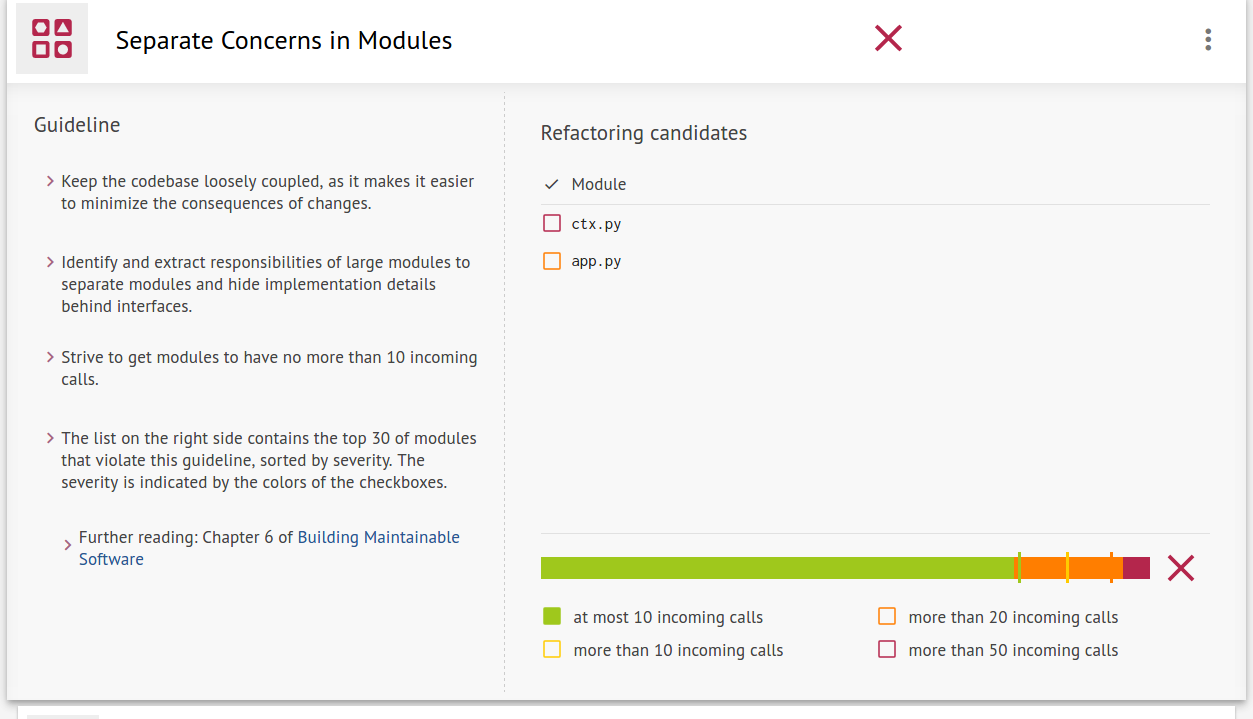 Separate Concerns in Modules
Guideline
Keep the codebase loosely coupled, as it makes it easier
to minimize the consequences of changes.
Identify and extract responsibilities of large modules to
separate modules and hide implementation details
behind interfaces.
Strive to get modules to have no more than 10 incoming
calls.
The list on the right side contains the top 30 of modules
that violate this guideline, sorted by severity. The
severity is indicated by the colors of the checkboxes.
Further reading: Chapter 6 of Building Maintainable
Software
Refactoring candidates
Module
ctx.py
app.py
at most 10 incoming calls
more than 20 incoming calls
more than 10 incoming calls
more than 50 incoming calls